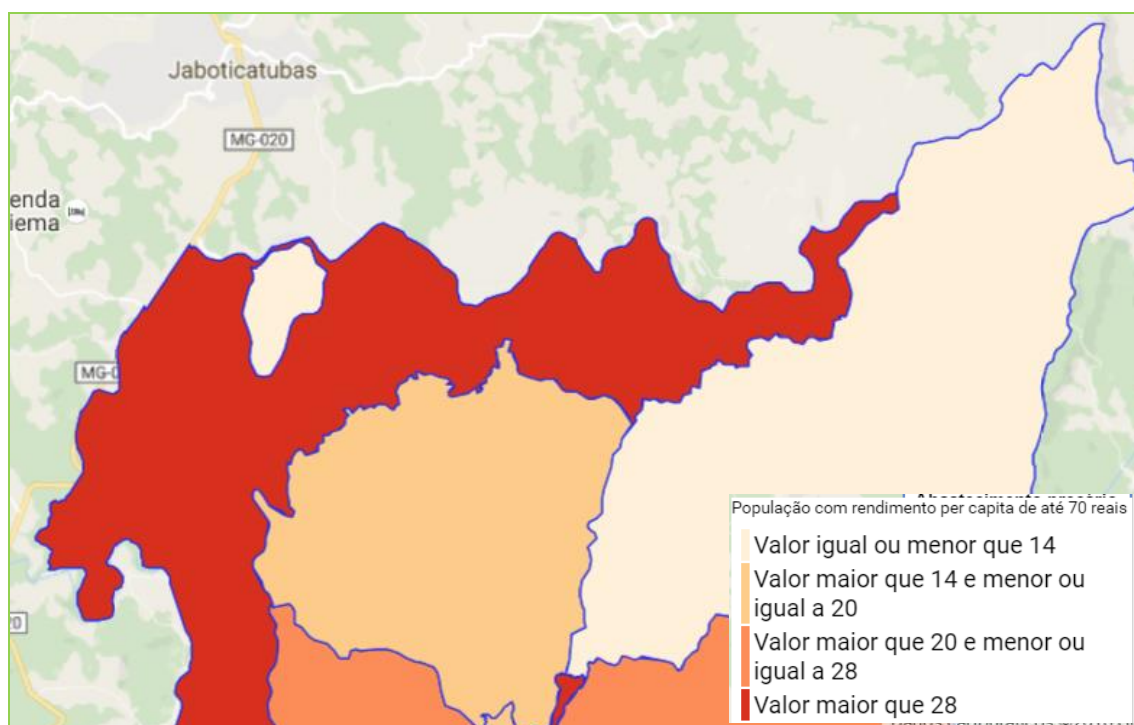 Jaboticatubas
MG-020
enda
iema
MG-0
20
População com rendimento per capita de até 70 reais
Valor igual ou menor que 14
Valor maior que 14 e menor ou
igual a 20
Valor maior que 20 e menor ou
igual a 28
Valor maior que 28